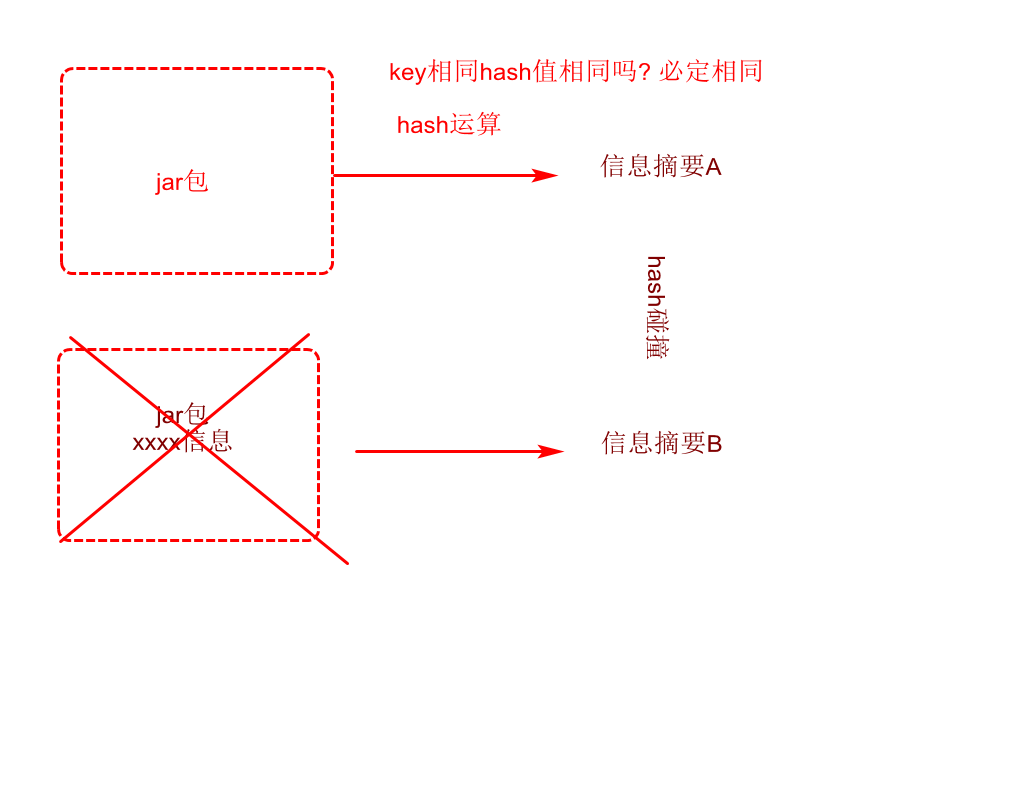 key相同hash值相同吗? 必定相同
hash运算
信息摘要A
jar包
hash碰撞
jar包
xxxx信息
信息摘要B